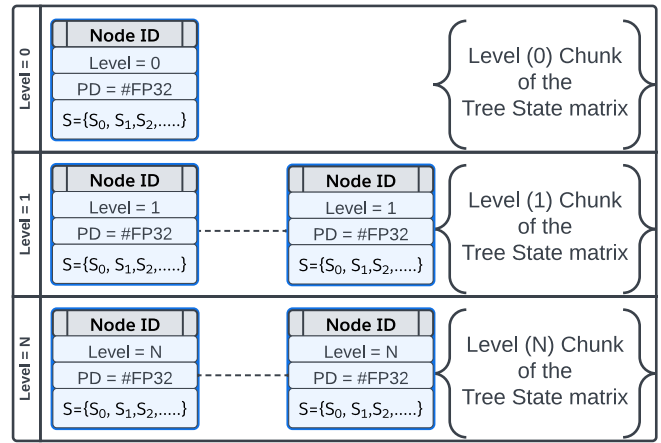 Level = 0
Node ID
Level = 0
PD = #FP32
S={S₀, S₁,S₂,.....}
Level (0) Chunk
of the
Tree State matrix
Level = 1
Node ID
Level = 1
PD = #FP32
S={S₀, S₁,S₂,.....}
Node ID
Level = 1
PD = #FP32
S={S₀, S₁,S₂,.....}
Level (1) Chunk
of the
Tree State matrix
Level = N
Node ID
Level = N
PD = #FP32
S={S₀, S₁,S₂,.....}
Node ID
Level = N
PD = #FP32
S={S₀, S₁,S₂,.....}
Level (N) Chunk
of the
Tree State matrix